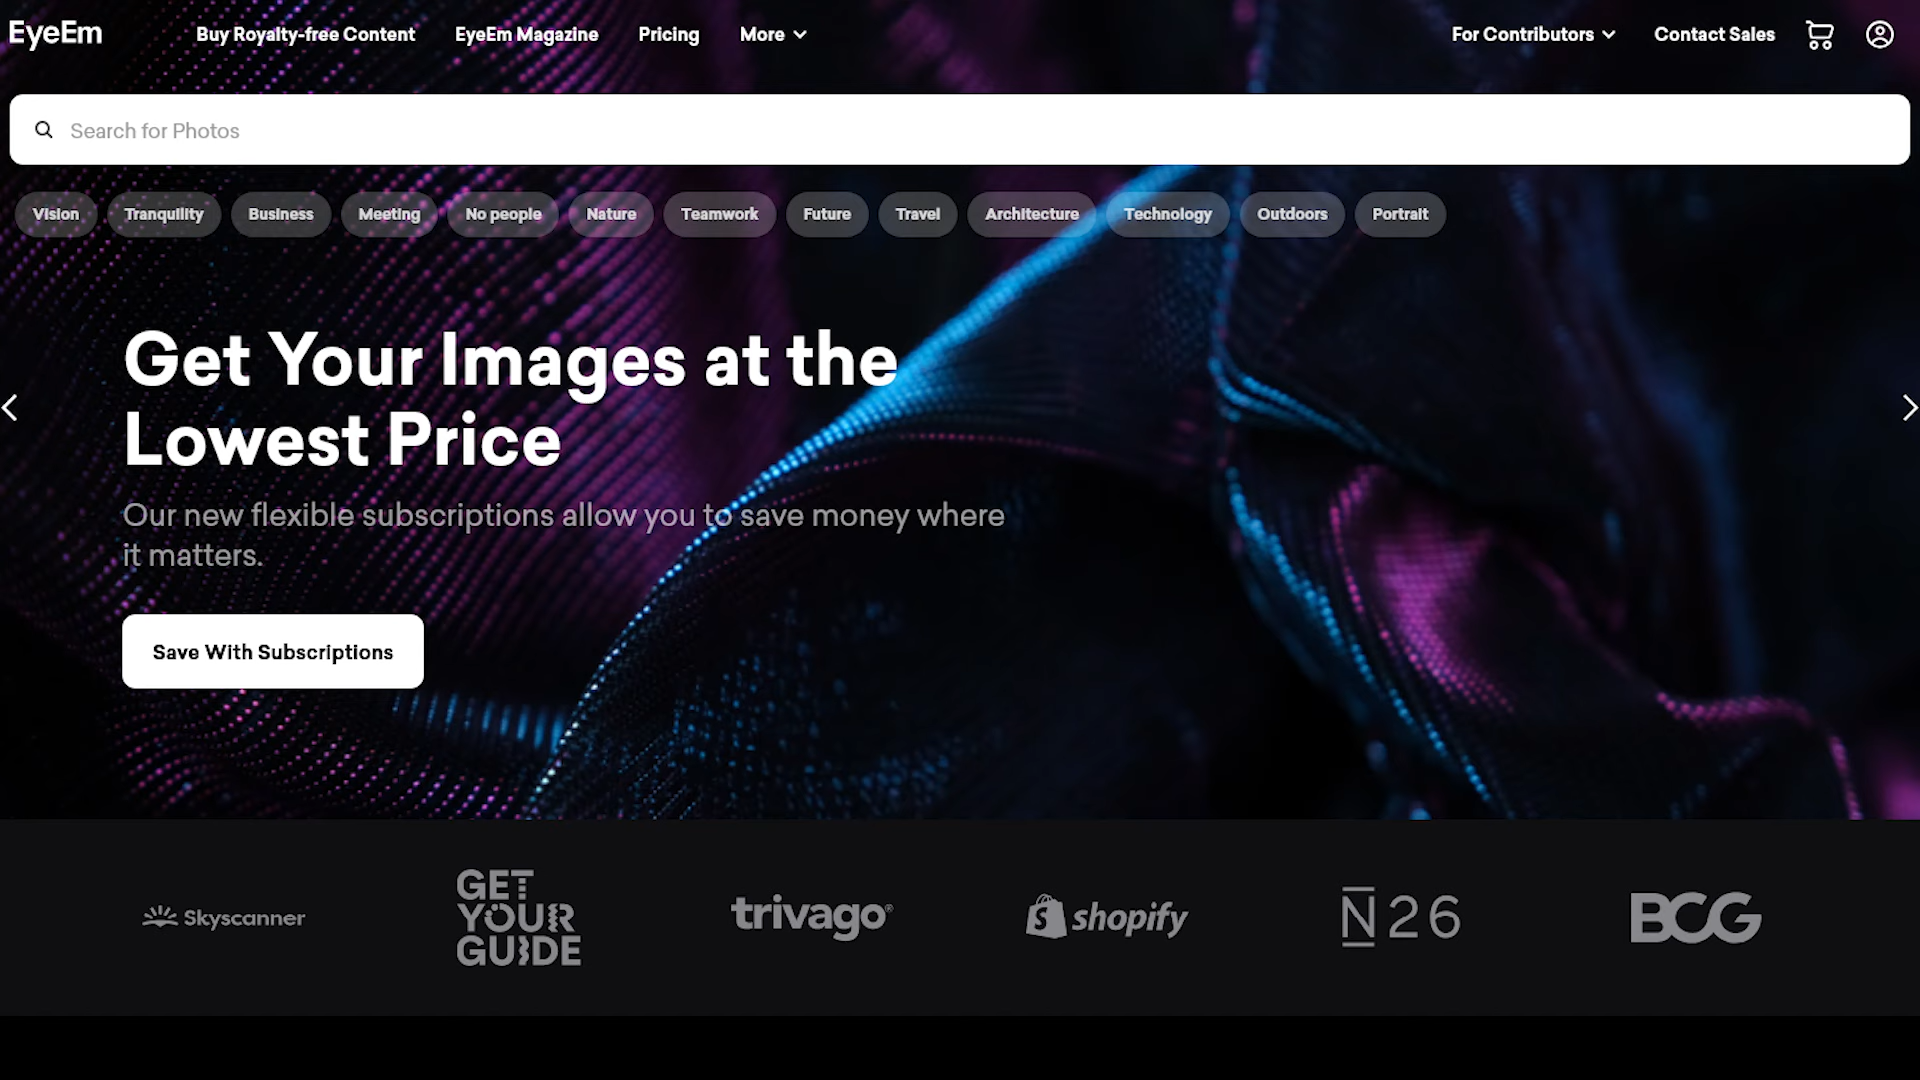 EyeEm
Buy Royalty-free Content
EyeEm Magazine
Pricing
More
For Contributors
Contact Sales
Search for Photos
Vision
Tranquility
Business
Meeting
No people
Nature
Teamwork
Future
Travel
Architecture
Technology
Outdoors
Portrait
Get Your Images at the
Lowest Price
Our new flexible subscriptions allow you to save money where
it matters.
Save With Subscriptions
Skyscanner
GET
YOUR
GUIDE
trivago®
shopify
N26
BCG